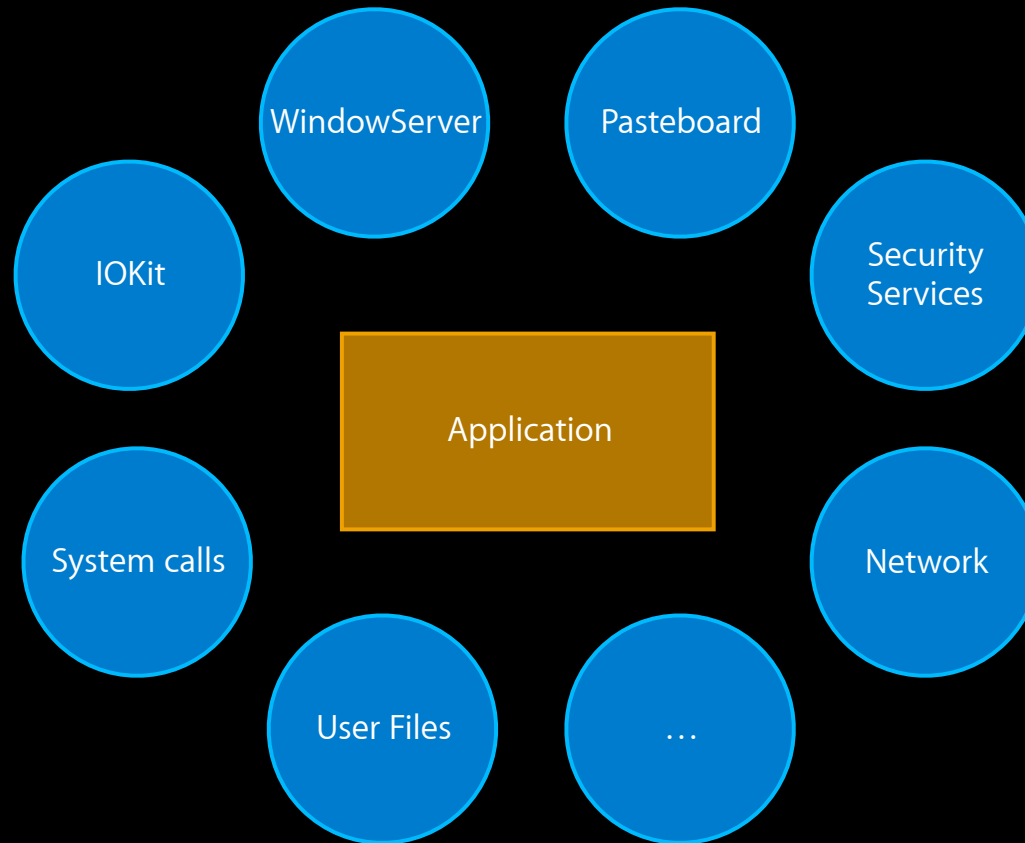 WindowServer
Pasteboard
IOKit
Security
Services
Application
System calls
Network
User Files
…